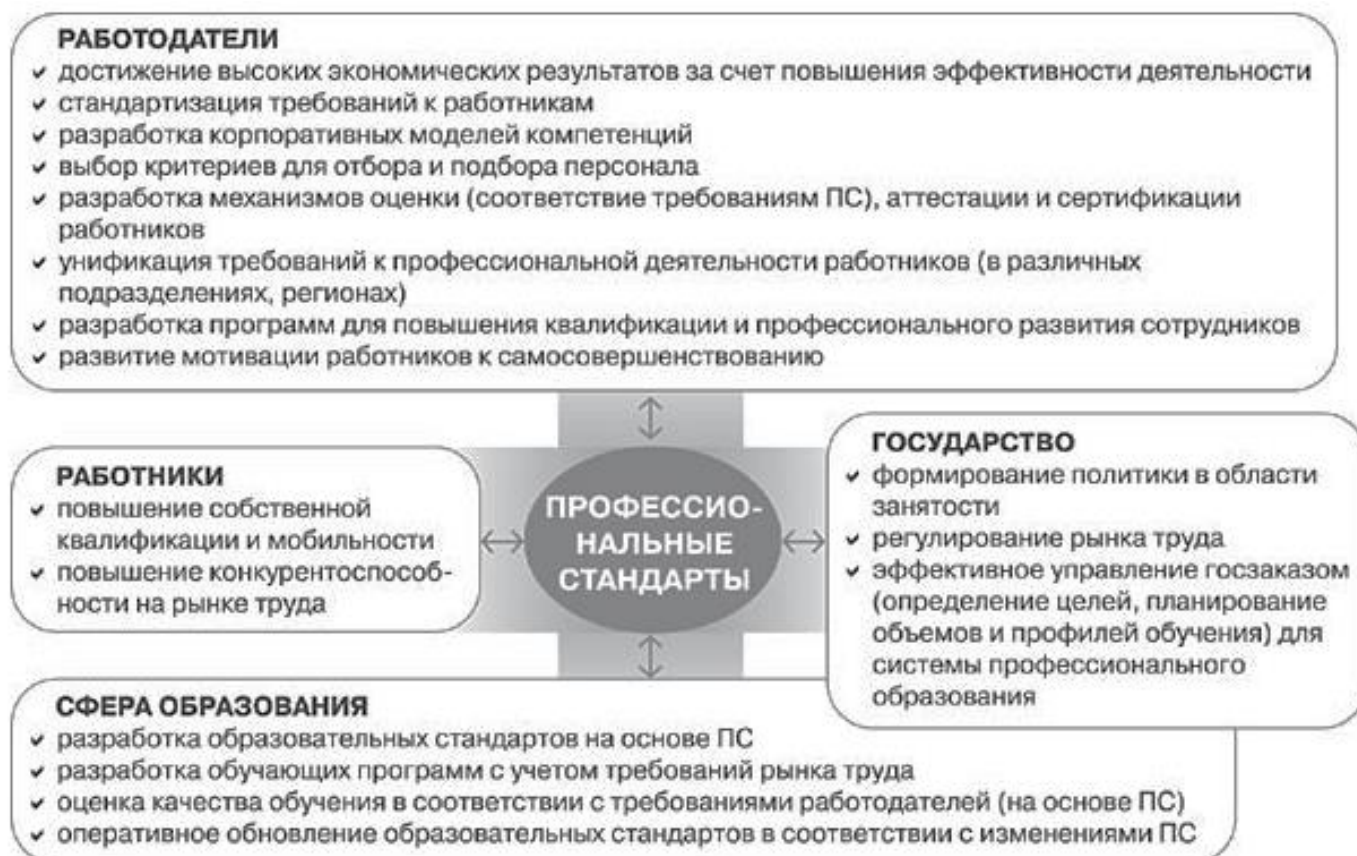 РАБОТОДАТЕЛИ
✓ достижение высоких экономических результатов за счет повышения эффективности деятельности
✓ стандартизация требований к работникам
✓ разработка корпоративных моделей компетенций
✓ выбор критериев для отбора и подбора персонала
✓ разработка механизмов оценки (соответствие требованиям ПС), аттестации и сертификации
работников
✓ унификация требований к профессиональной деятельности работников (в различных
подразделениях, регионах)
✓ разработка программ для повышения квалификации и профессионального развития сотрудников
✓ развитие мотивации работников к самосовершенствованию
РАБОТНИКИ
✓ повышение собственной
квалификации и мобильности
✓ повышение конкурентоспособ-
ности на рынке труда
ПРОФЕССИО-
НАЛЬНЫЕ
СТАНДАРТЫ
ГОСУДАРСТВО
✓ формирование политики в области
занятости
✓ регулирование рынка труда
✓ эффективное управление госзаказом
(определение целей, планирование
объемов и профилей обучения) для
системы профессионального
образования
СФЕРА ОБРАЗОВАНИЯ
✓ разработка образовательных стандартов на основе ПС
✓ разработка обучающих программ с учетом требований рынка труда
✓ оценка качества обучения в соответствии с требованиями работодателей (на основе ПС)
✓ оперативное обновление образовательных стандартов в соответствии с изменениями ПС